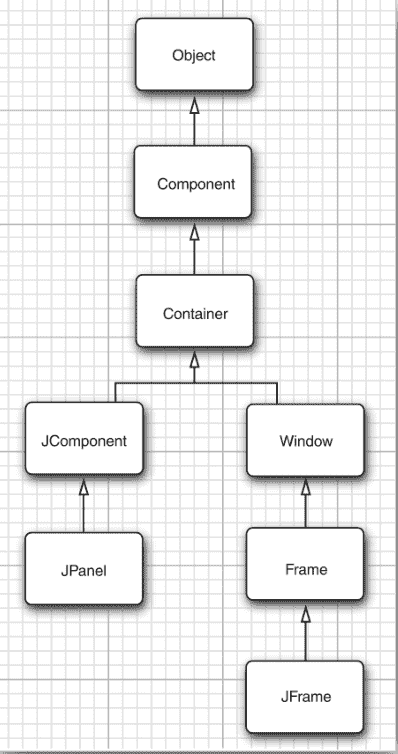 Object
Component
Container
JComponent
Window
JPanel
Frame
JFrame